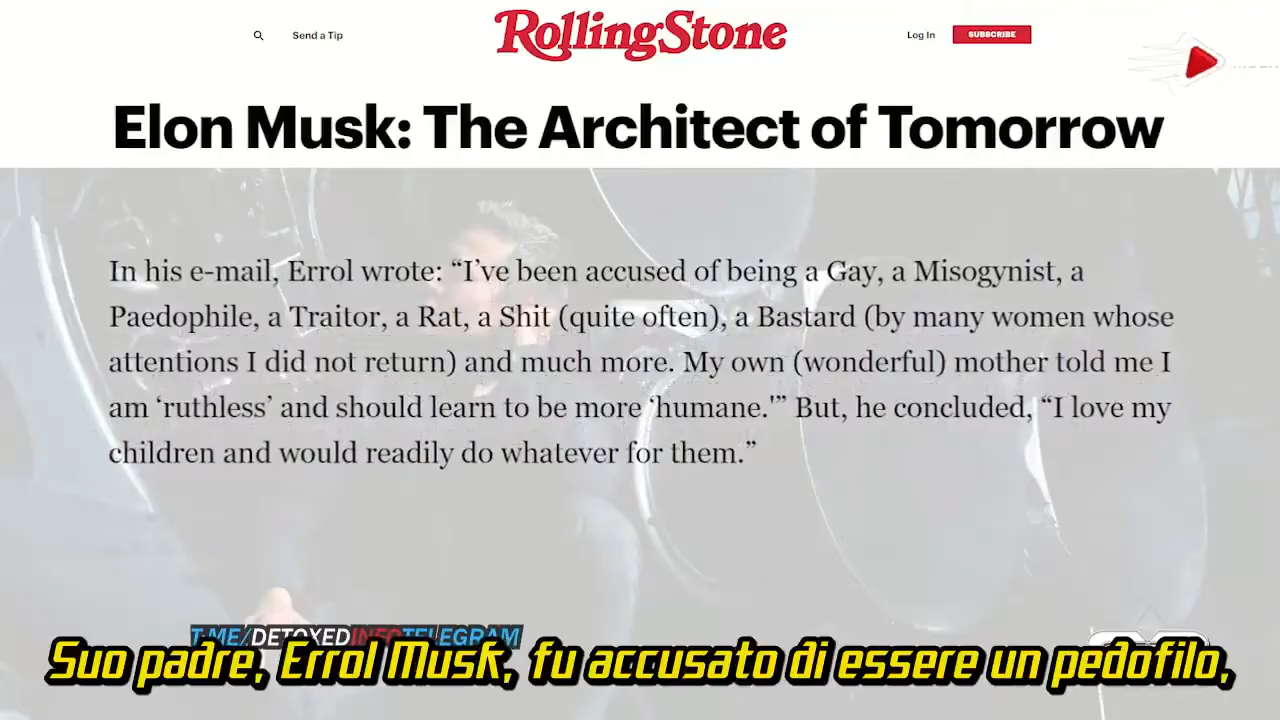 Send a Tip
RollingStone
Log In
SUBSCRIBE
Elon Musk: The Architect of Tomorrow
In his e-mail, Errol wrote: “I’ve been accused of being a Gay, a Misogynist, a
Paedophile, a Traitor, a Rat, a Shit (quite often), a Bastard (by many women whose
attentions I did not return) and much more. My own (wonderful) mother told me I
am ‘ruthless’ and should learn to be more ‘humane.'” But, he concluded, “I love my
children and would readily do whatever for them.”
T.ME/DETOXEDINFOTELEGRAM
Suo padre, Errol Musk, fu accusato di essere un pedofilo,